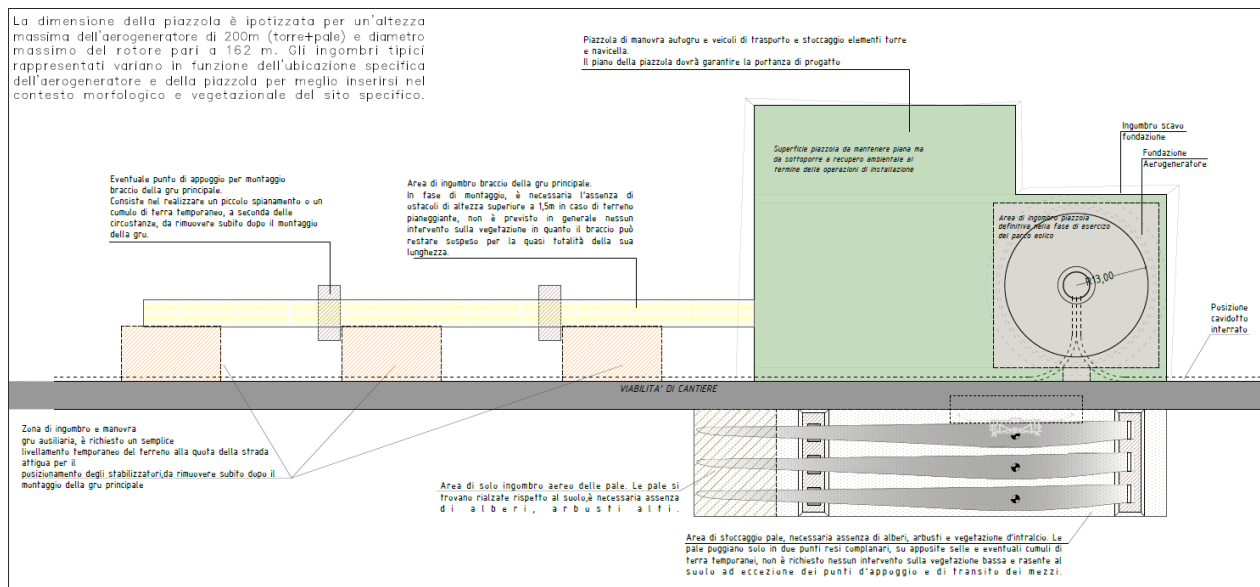 La dimensione della piazzola è ipotizzata per un'altezza
massima dell'aerogeneratore di 200m (torre+pale) e diametro
massimo del rotore pari a 162 m. Gli ingombri tipici
rappresentati variano in funzione dell'ubicazione specifica
dell'aerogeneratore e della piazzola per meglio inserirsi nel
contesto morfologico e vegetazionale del sito specifico.
Piazzola di manovra autogru e veicoli di trasporto e stoccaggio elementi torre
e navicella.
Il piano della piazzola dovrà garantire la portanza di progatto
Ingombro scavo
fondazione
Fondazione
Aerogeneratore
Superficie piazzola da mantenere piana ma
da sottoporre a recupero ambientale al
termine delle operazioni di installazione
Eventuale punto di appoggio per montaggio
braccio della gru principale.
Consiste nel realizzare un piccolo spianamento o un
cumulo di terra temporaneo, a seconda delle
circostanze, da rimuovere subito dopo il montaggio
della gru.
Area di ingombro braccio della gru principale.
In fase di montaggio, è necessaria l'assenza di
ostacoli di altezza superiore a 1,5m in caso di terreno
pianeggiante, non è previsto in generale nessun
intervento sulla vegetazione in quanto il braccio può
restare sospeso per la quasi totalità della sua
lunghezza.
Area di ingombro piazzola
definitiva nella fase di esercizo
del parco eolico
R13,00
Posizione
cavidotto
interrato
VIABILITA' DI CANTIERE
Zona di ingombro e manovra
gru ausiliaria, è richiesto un semplice
livellamento temporaneo del terreno alla quota della strada
attigua per il
posizionamento degli stabilizzatori,da rimuovere subito dopo il
montaggio della gru principale
Area di solo ingombro aereo delle pale. Le pale si
trovano rialzate rispetto al suolo,è necessaria assenza
di alberi, arbusti alti.
Area di stoccaggio pale, necessaria assenza di alberi, arbusti e vegetazione d'intralcio. Le
pale poggiano solo in due punti resi complanari, su apposite selle e eventuali cumuli di
terra temporanei, non è richiesto nessun intervento sulla vegetazione bassa e rasente al
suolo ad eccezione dei punti d'appoggio e di transito dei mezzi.